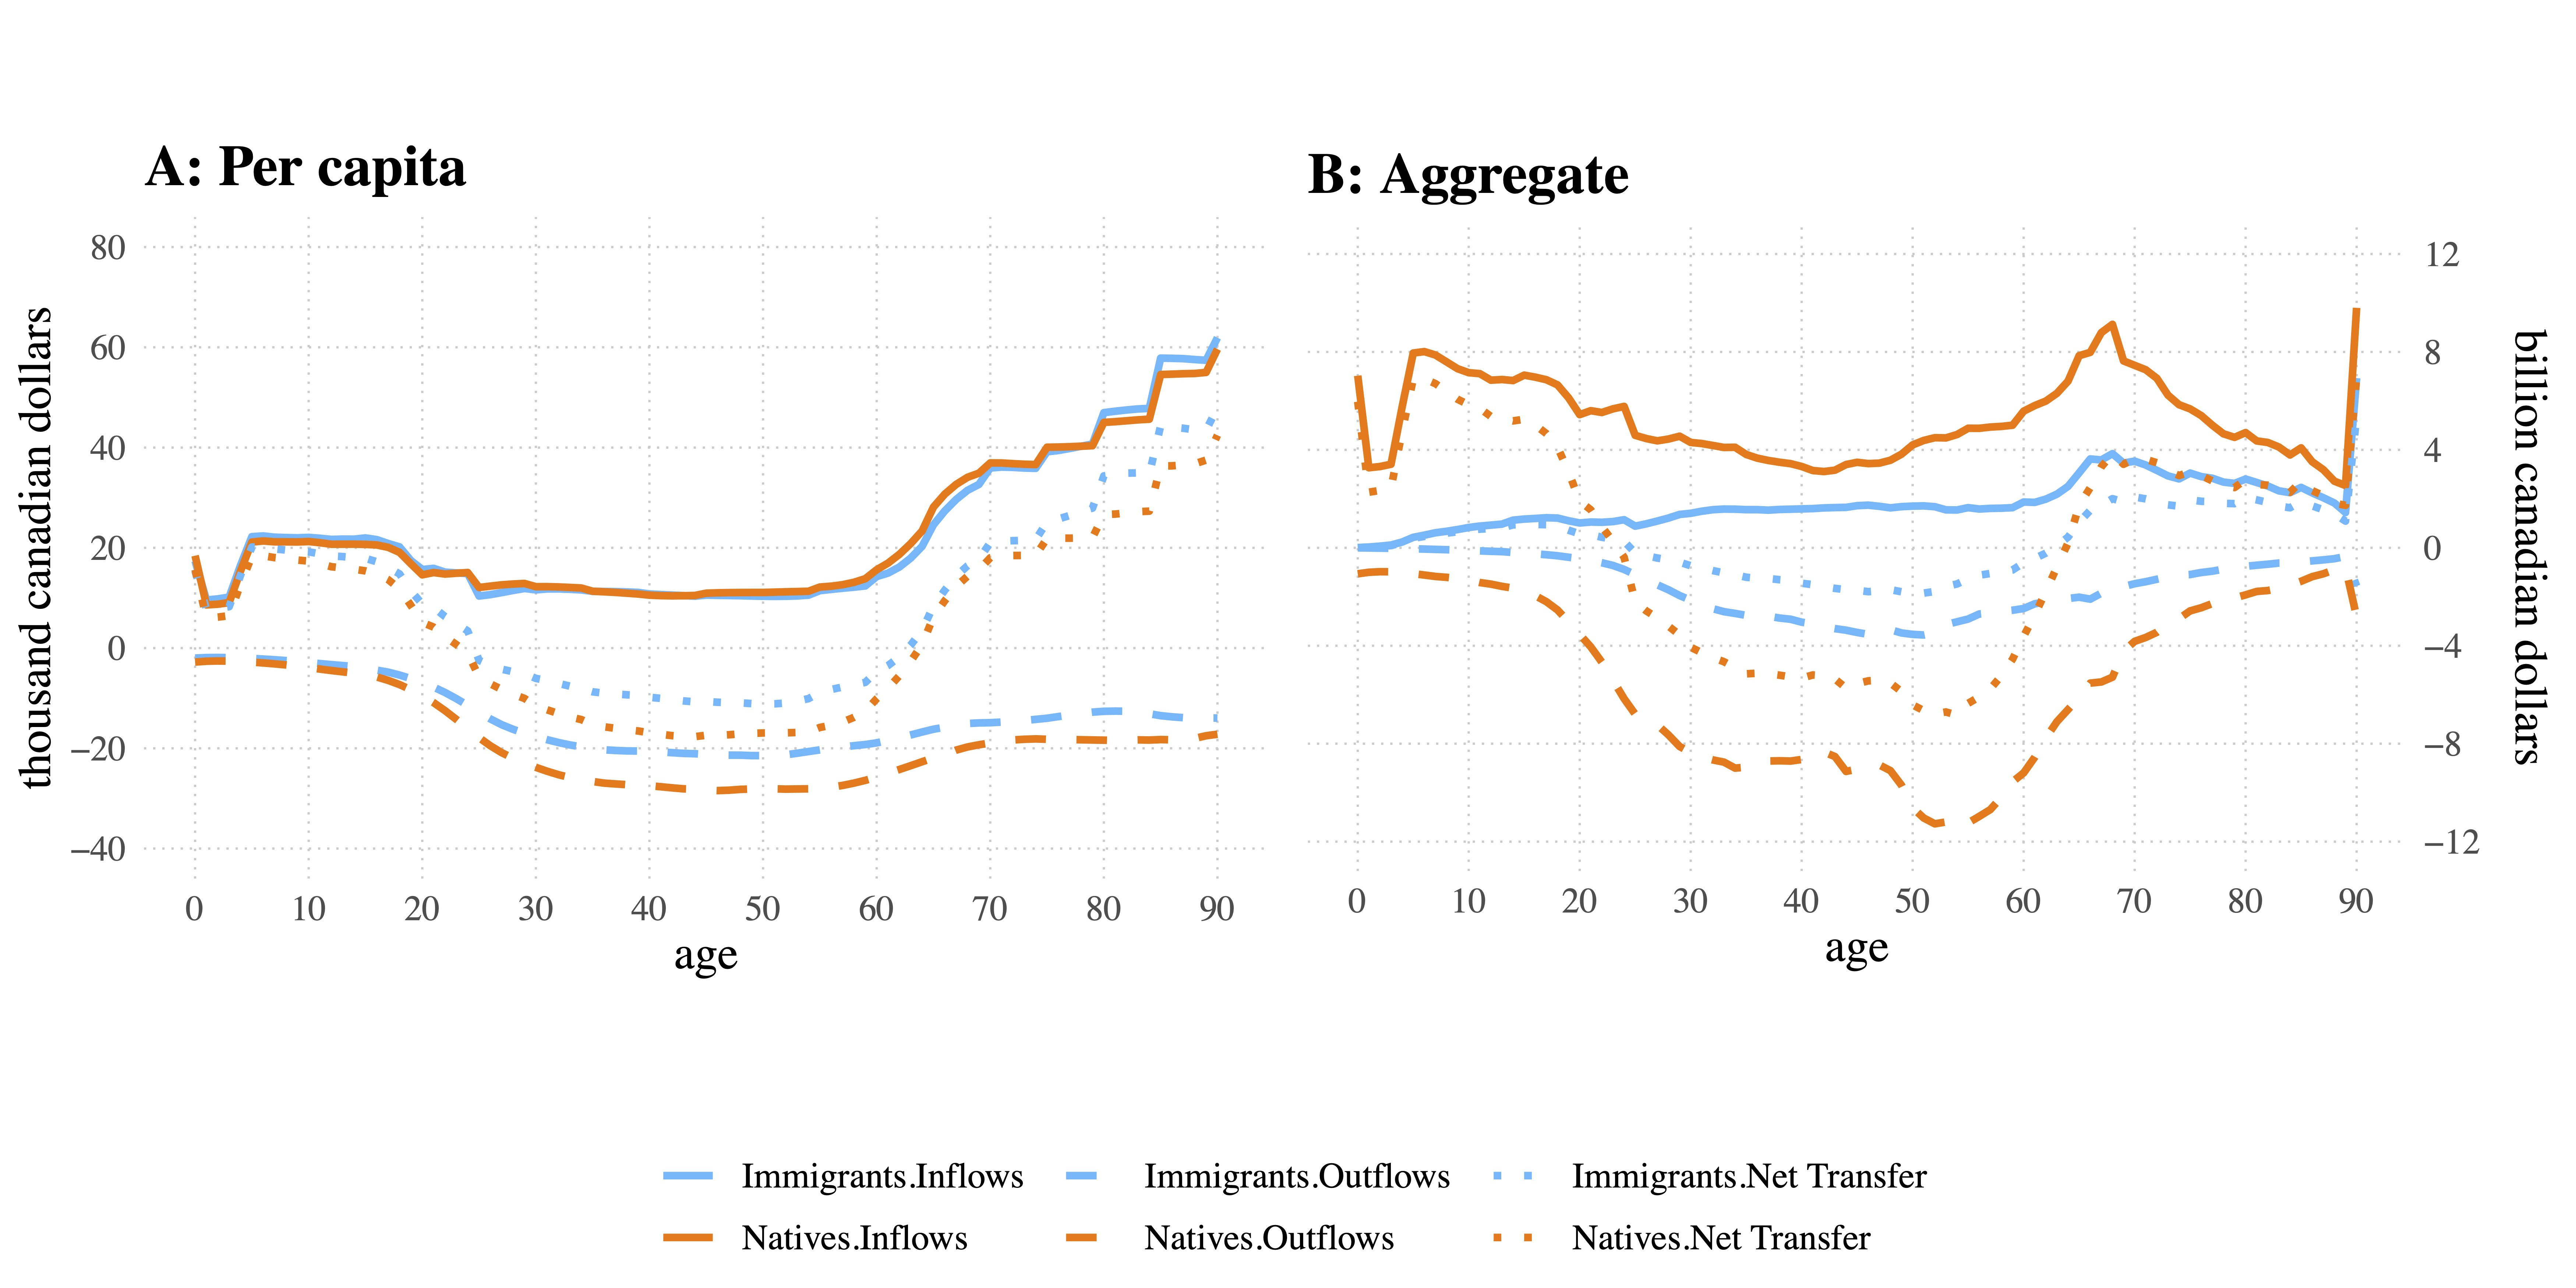 A: Per capita
B: Aggregate
thousand canadian dollars
80
60
40
20
0
−20
−40
0 10 20 30 40 50 60 70 80 90
age
12
8
4
0
−4
−8
−12
0 10 20 30 40 50 60 70 80 90
age
billion canadian dollars
Immigrants.Inflows Immigrants.Outflows Immigrants.Net Transfer
Natives.Inflows Natives.Outflows Natives.Net Transfer